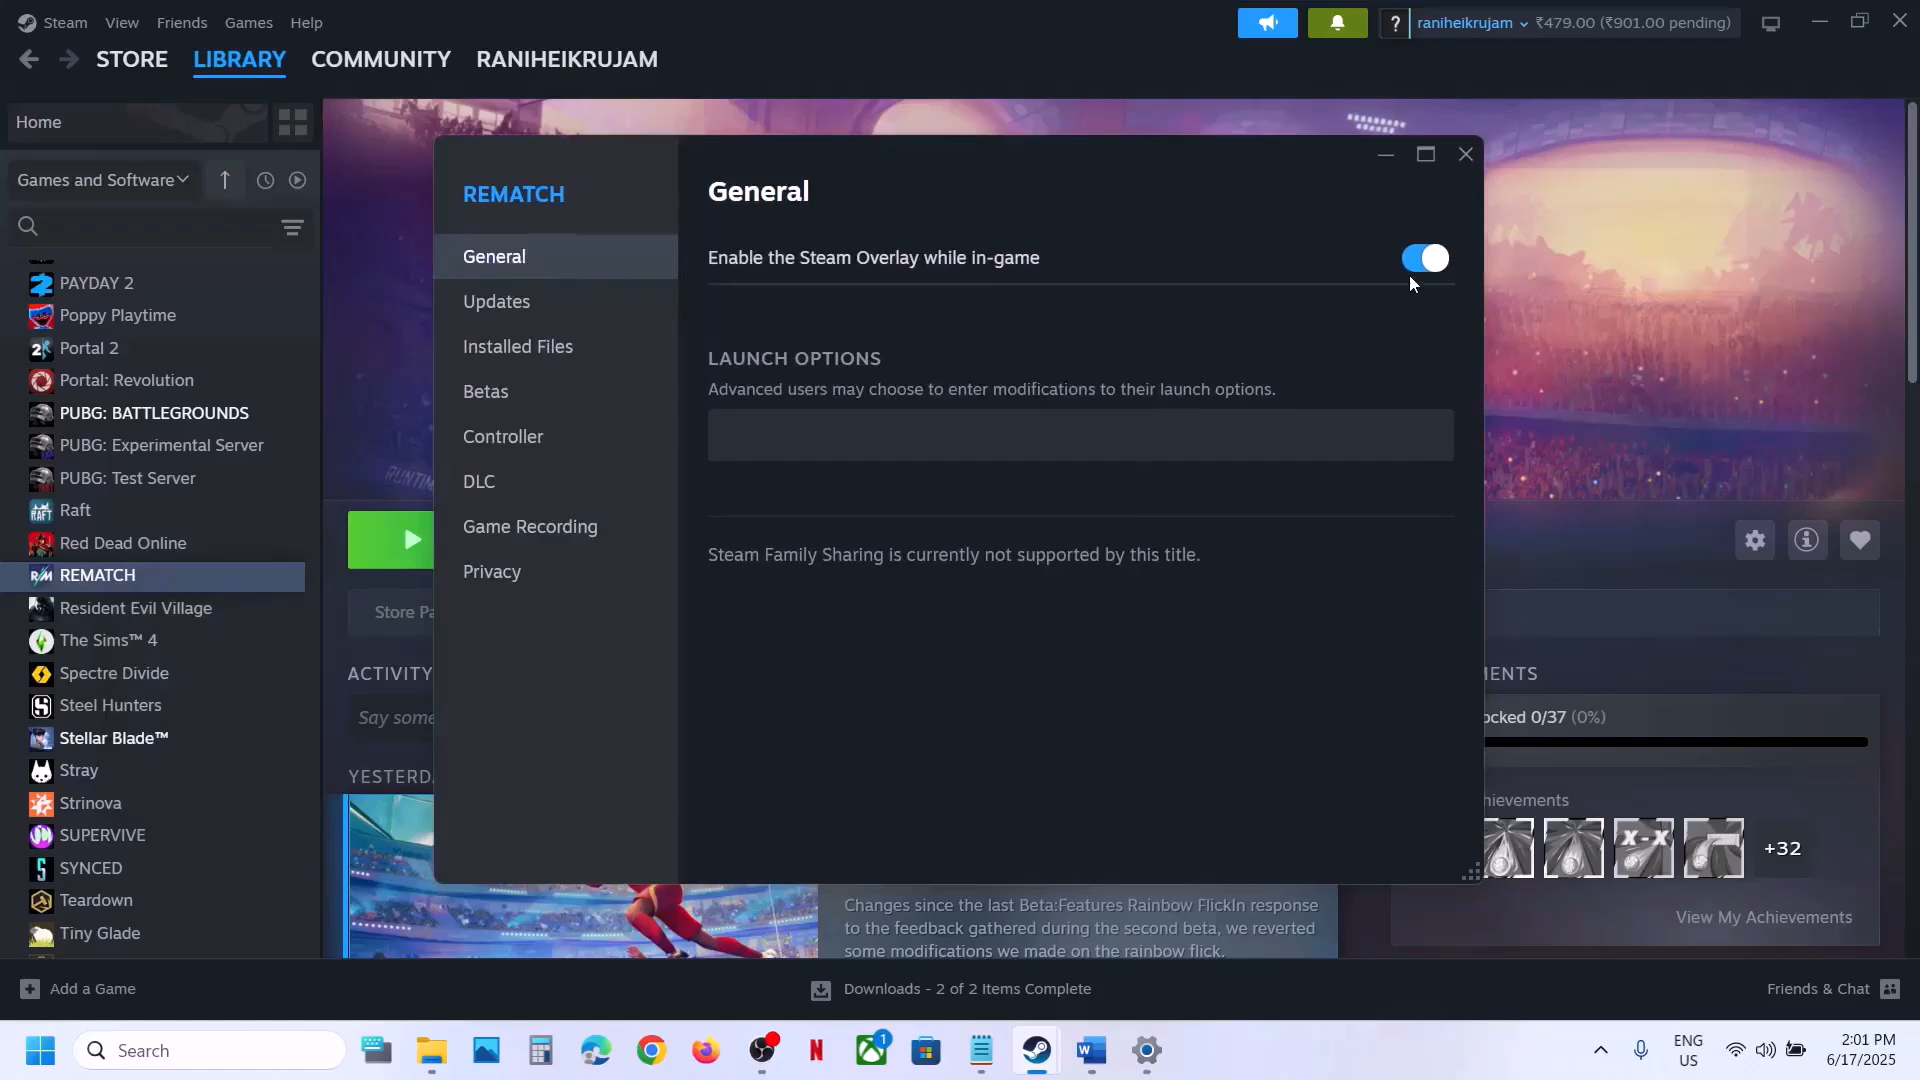 Steam View Friends Games Help
raniheikrujam ₹479.00 (₹901.00 pending)
STORE LIBRARY COMMUNITY RANIHEIKRUJAM
Home
Games and Software
PAYDAY 2
Poppy Playtime
Portal 2
Portal: Revolution
PUBG: BATTLEGROUNDS
PUBG: Experimental Server
PUBG: Test Server
Raft
Red Dead Online
REMATCH
Resident Evil Village
The Sims™ 4
Spectre Divide
Steel Hunters
Stellar Blade™
Stray
Strinova
SUPERVIVE
SYNCED
Teardown
Tiny Glade
REMATCH
General
Updates
Installed Files
Betas
Controller
DLC
Game Recording
Privacy
General
Enable the Steam Overlay while in-game
LAUNCH OPTIONS
Advanced users may choose to enter modifications to their launch options.
Steam Family Sharing is currently not supported by this title.
Store Pa
ACTIVITY
Say some
YESTERD
Changes since the last Beta:Features Rainbow FlickIn response
to the feedback gathered during the second beta, we reverted
some modifications we made on the rainbow flick.
MENTS
ocked 0/37 (0%)
hievements
X-X
+32
View My Achievements
Add a Game
Downloads - 2 of 2 Items Complete
Friends & Chat
Search
1
ENG
US
2:01 PM
6/17/2025